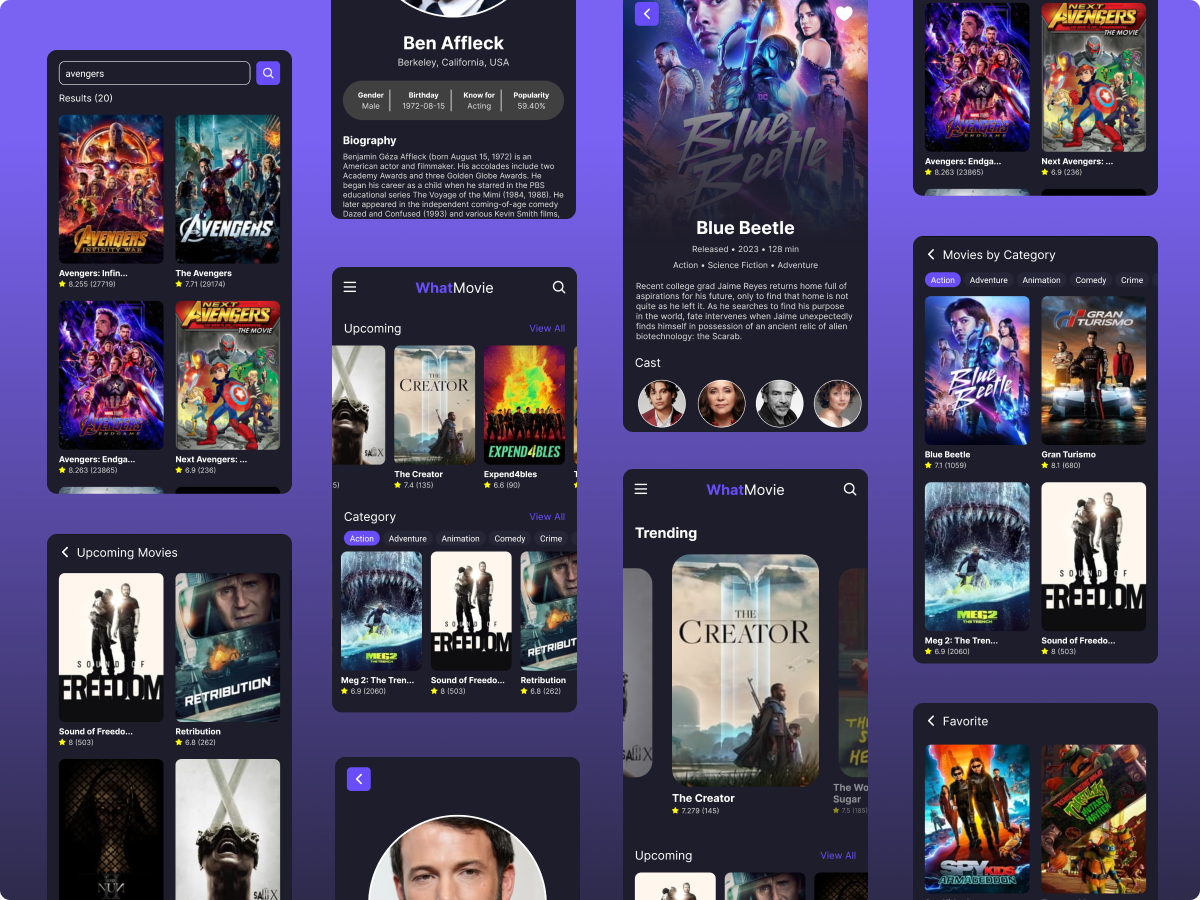 avengers
Results (20)
AVENGERS
INFINITY WAR
AVENGERS
Avengers: Infin...
8.255 (27719)
The Avengers
7.71 (29174)
AVENGERS
ENDGAME
NEXT
AVENGERS
THE MOVIE
Avengers: Endga...
8.263 (23865)
Next Avengers: ...
6.9 (236)
Upcoming Movies
SOUND OF
FREEDOM
RETRIBUTION
Sound of Freedo...
8 (503)
Retribution
6.8 (262)
NUN
SAW X
Ben Affleck
Berkeley, California, USA
Gender
Male
Birthday
1972-08-15
Know for
Acting
Popularity
59.40%
Biography
Benjamin Géza Affleck (born August 15, 1972) is an
American actor and filmmaker. His accolades include two
Academy Awards and three Golden Globe Awards. He
began his career as a child when he starred in the PBS
educational series The Voyage of the Mimi (1984, 1988). He
later appeared in the independent coming-of-age comedy
Dazed and Confused (1993) and various Kevin Smith films,
WhatMovie
Upcoming
View All
SAW X
THE
CREATOR
EXPEND4BLES
5)
The Creator
7.4 (135)
Expend4bles
6.6 (90)
Category
View All
Action
Adventure
Animation
Comedy
Crime
MEG2
THE TRENCH
SOUND OF
FREEDOM
RETRIBUT
Meg 2: The Tren...
6.9 (2060)
Sound of Freedo...
8 (503)
Retribution
6.8 (262)
DC
Blue
Beetle
Blue Beetle
Released • 2023 • 128 min
Action • Science Fiction • Adventure
Recent college grad Jaime Reyes returns home full of
aspirations for his future, only to find that home is not
quite as he left it. As he searches to find his purpose
in the world, fate intervenes when Jaime unexpectedly
finds himself in possession of an ancient relic of alien
biotechnology: the Scarab.
Cast
WhatMovie
Trending
SAW X
THE
CREATOR
The Creator
7.279 (145)
The Wo
Sugar
7.5 (185)
Upcoming
View All
AVENGERS
ENDGAME
NEXT
AVENGERS
THE MOVIE
Avengers: Endga...
8.263 (23865)
Next Avengers: ...
6.9 (236)
Movies by Category
Action
Adventure
Animation
Comedy
Crime
Blue
Beetle
GRAN
TURISMO
Blue Beetle
7.1 (1059)
Gran Turismo
8.1 (680)
MEG2
THE TRENCH
SOUND OF
FREEDOM
Meg 2: The Tren...
6.9 (2060)
Sound of Freedo...
8 (503)
Favorite
SPY
KIDS
ARMAGEDDON
TEENAGE MUTANT
NINJA TURTLES
MUTANT
MAYHEM